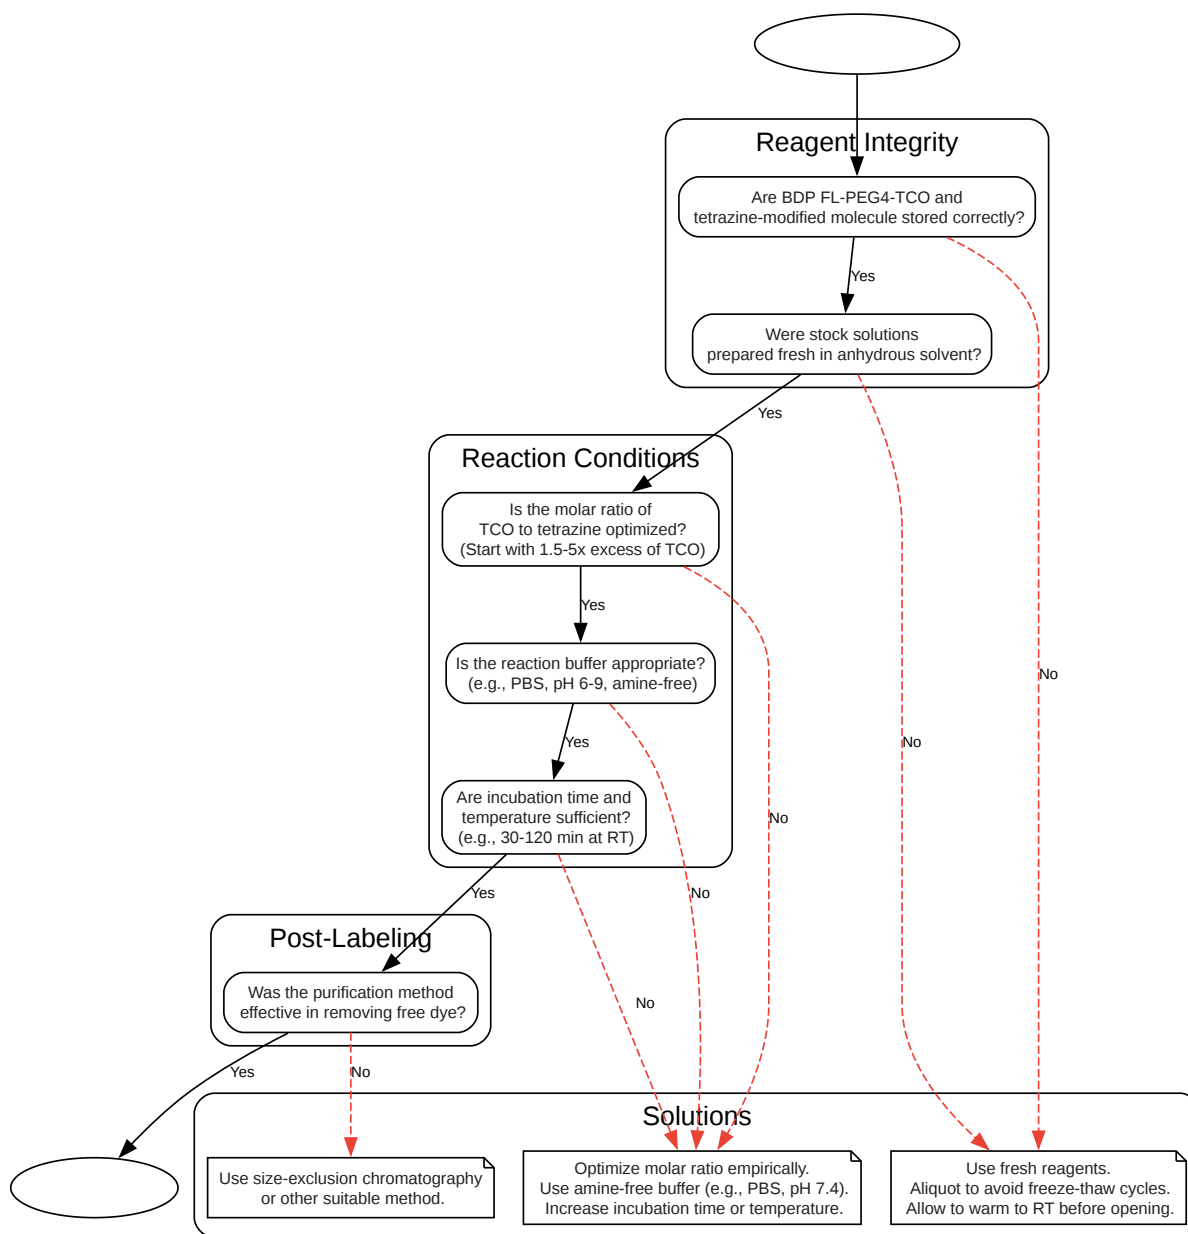 Reagent Integrity
Are BDP FL-PEG4-TCO and
tetrazine-modified molecule stored correctly?
Yes
Were stock solutions
prepared fresh in anhydrous solvent?
Yes
Reaction Conditions
Is the molar ratio of
TCO to tetrazine optimized?
(Start with 1.5-5x excess of TCO)
Yes
Is the reaction buffer appropriate?
(e.g., PBS, pH 6-9, amine-free)
No
Yes
No
Are incubation time and
temperature sufficient?
(e.g., 30-120 min at RT)
No
Yes
No
Post-Labeling
Was the purification method
effective in removing free dye?
No
Yes
No
Solutions
Use size-exclusion chromatography
or other suitable method.
Optimize molar ratio empirically.
Use amine-free buffer (e.g., PBS, pH 7.4).
Increase incubation time or temperature.
Use fresh reagents.
Aliquot to avoid freeze-thaw cycles.
Allow to warm to RT before opening.